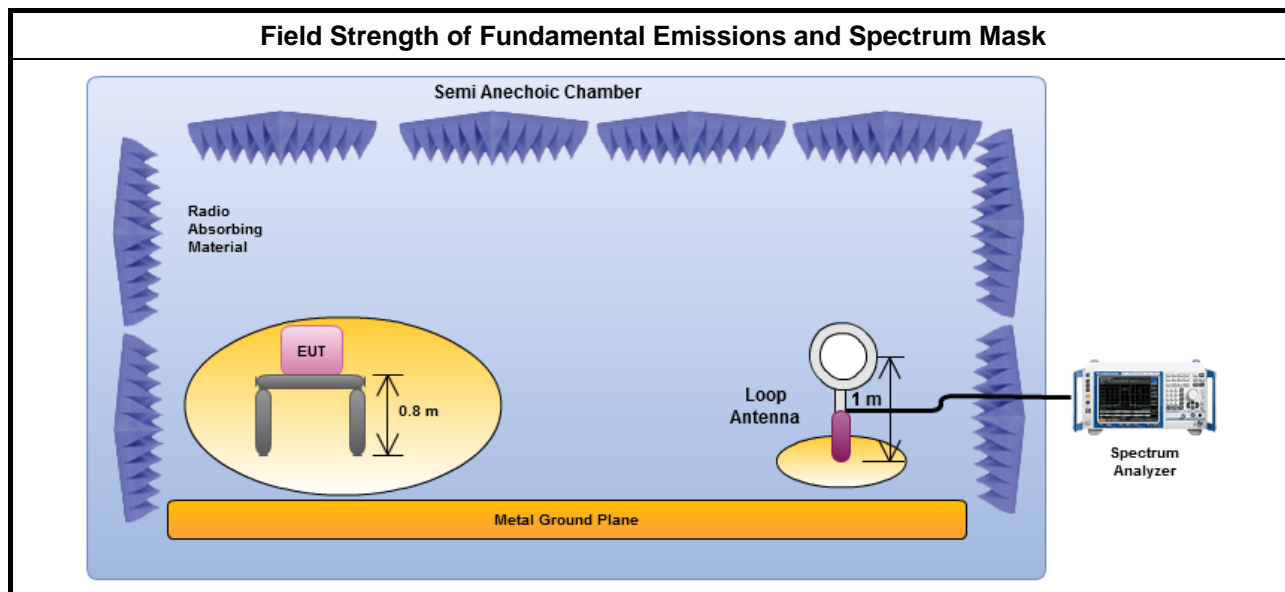 Field Strength of Fundamental Emissions and Spectrum Mask
Semi Anechoic Chamber
Radio
Absorbing
Material
EUT
0.8 m
Loop
Antenna
1 m
Spectrum
Analyzer
Metal Ground Plane